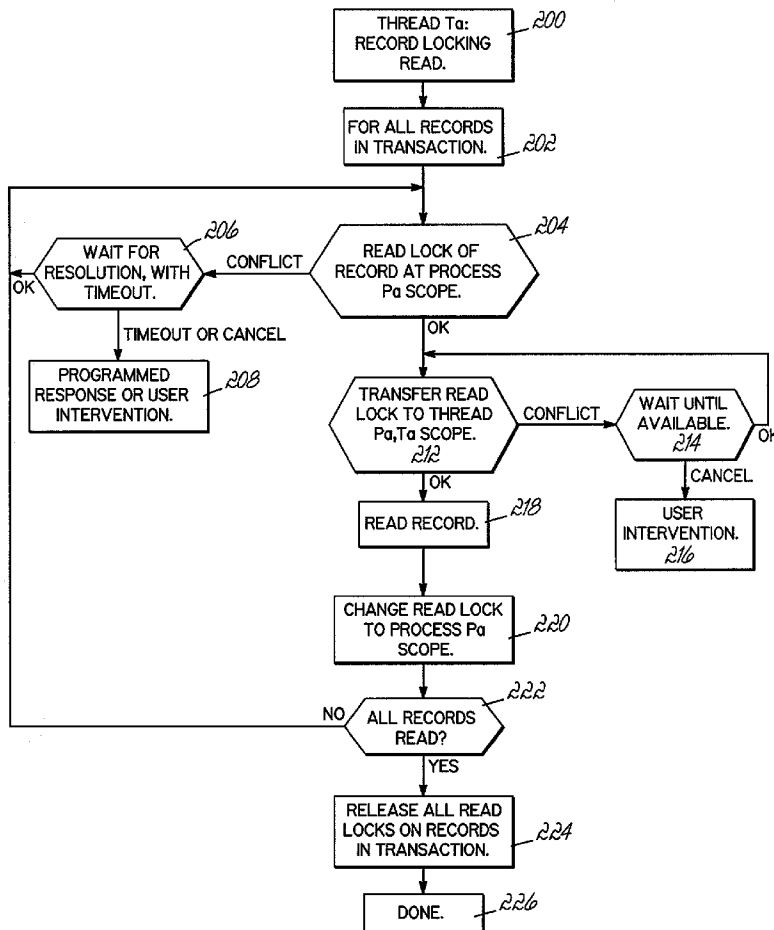 THREAD Ta:
RECORD LOCKING
READ.
200
FOR ALL RECORDS
IN TRANSACTION.
202
READ LOCK OF
RECORD AT PROCESS
Pa SCOPE.
204
CONFLICT
WAIT FOR
RESOLUTION, WITH
TIMEOUT.
206
OK
TIMEOUT OR CANCEL
PROGRAMMED
RESPONSE OR USER
INTERVENTION.
208
OK
TRANSFER READ
LOCK TO THREAD
Pa,Ta SCOPE.
212
CONFLICT
WAIT UNTIL
AVAILABLE.
214
OK
CANCEL
USER
INTERVENTION.
216
OK
READ RECORD.
218
CHANGE READ LOCK
TO PROCESS Pa
SCOPE.
220
ALL RECORDS
READ?
222
NO
YES
RELEASE ALL READ
LOCKS ON RECORDS
IN TRANSACTION.
224
DONE.
226